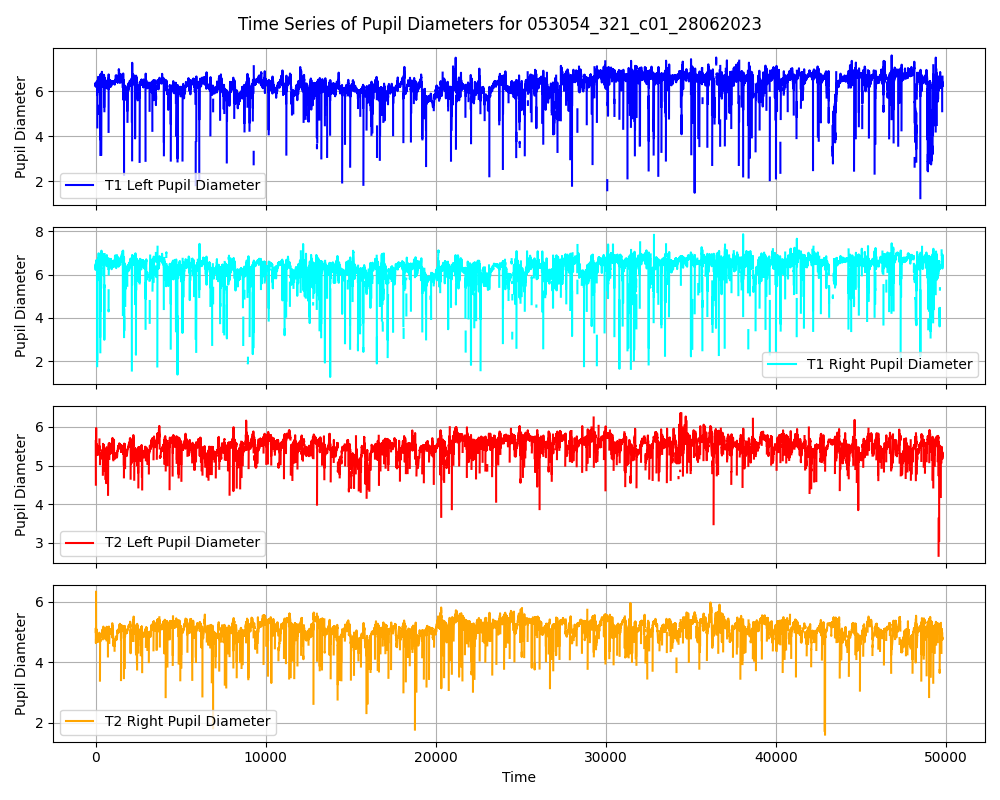 Time Series of Pupil Diameters for 053054_321_c01_28062023
Pupil Diameter
6
4
2
T1 Left Pupil Diameter
Pupil Diameter
8
6
4
2
T1 Right Pupil Diameter
Pupil Diameter
6
5
4
3
T2 Left Pupil Diameter
Pupil Diameter
6
4
2
T2 Right Pupil Diameter
0 10000 20000 30000 40000 50000
Time